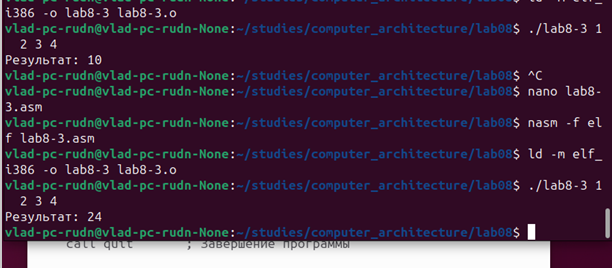 i386 -o lab8-3 lab8-3.o
vlad-pc-rudn@vlad-pc-rudn-None:~/studies/computer_architecture/lab08$ ./lab8-3 1
 2 3 4
Результат: 10
vlad-pc-rudn@vlad-pc-rudn-None:~/studies/computer_architecture/lab08$ ^C
vlad-pc-rudn@vlad-pc-rudn-None:~/studies/computer_architecture/lab08$ nano lab8-
3.asm
vlad-pc-rudn@vlad-pc-rudn-None:~/studies/computer_architecture/lab08$ nasm -f el
f lab8-3.asm
vlad-pc-rudn@vlad-pc-rudn-None:~/studies/computer_architecture/lab08$ ld -m elf_
i386 -o lab8-3 lab8-3.o
vlad-pc-rudn@vlad-pc-rudn-None:~/studies/computer_architecture/lab08$ ./lab8-3 1
 2 3 4
Результат: 24
vlad-pc-rudn@vlad-pc-rudn-None:~/studies/computer_architecture/lab08$
call quit ; Завершение программы